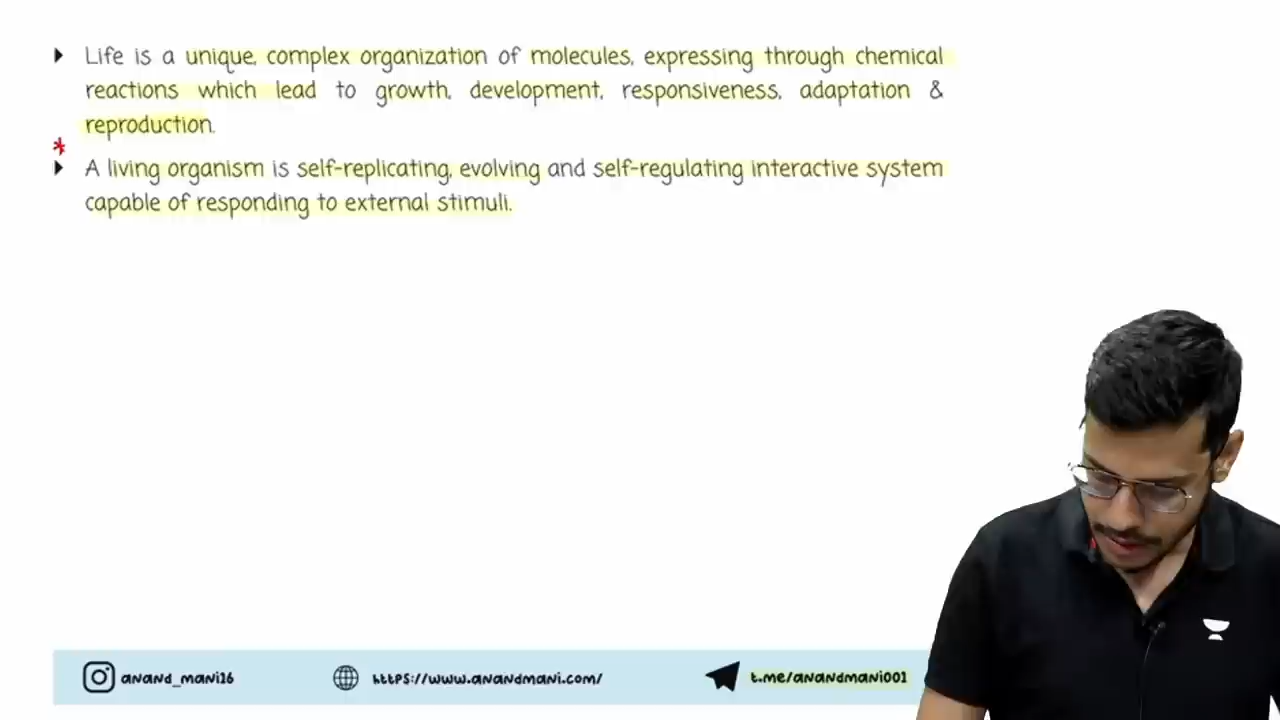 Life is a unique, complex organization of molecules, expressing through chemical
reactions which lead to growth, development, responsiveness, adaptation &
reproduction.
*
A living organism is self-replicating, evolving and self-regulating interactive system
capable of responding to external stimuli.
anand_mani26 https://www.anandmani.com/ t.me/anandmani001